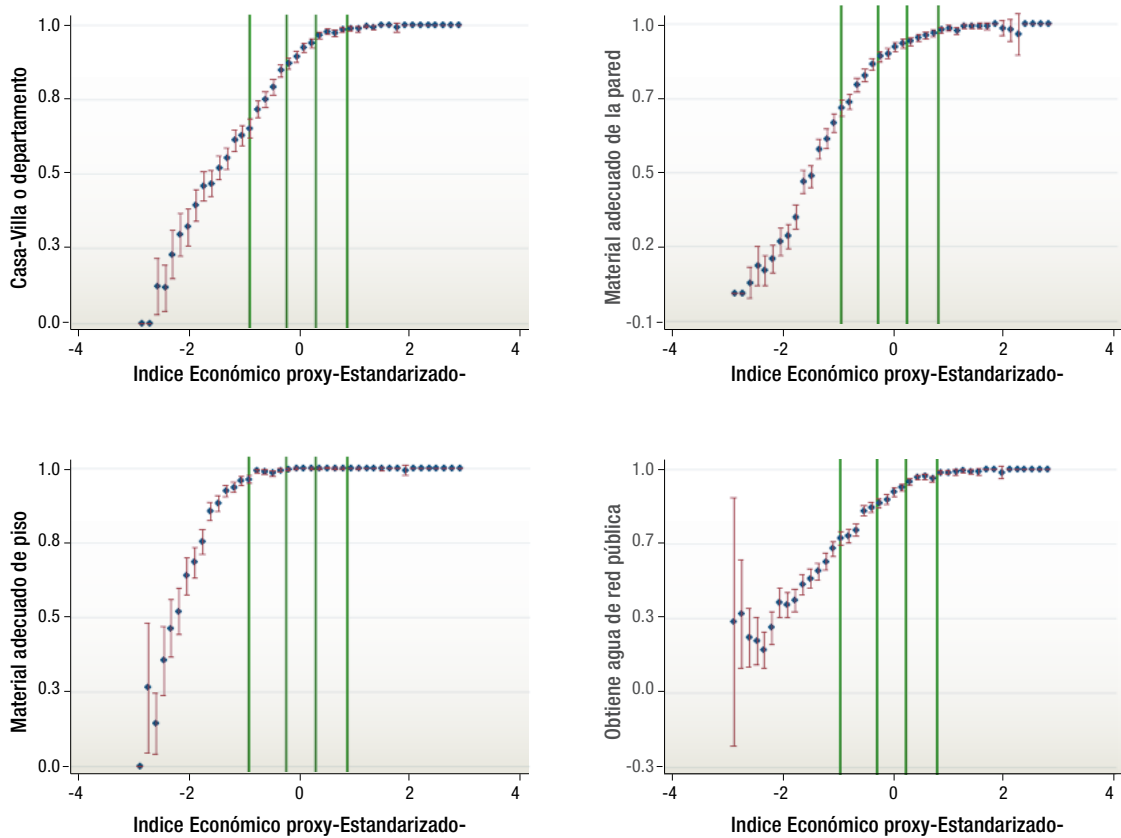 Casa-Villa o departamento
1.0
0.8
0.5
0.3
0.0
-4 -2 0 2 4
Indice Económico proxy-Estandarizado-
Material adecuado de la pared
1.0
0.7
0.5
0.2
-0.1
-4 -2 0 2 4
Indice Económico proxy-Estandarizado-
Material adecuado de piso
1.0
0.8
0.5
0.3
0.0
-4 -2 0 2 4
Indice Económico proxy-Estandarizado-
Obtiene agua de red pública
1.0
0.7
0.3
0.0
-0.3
-4 -2 0 2 4
Indice Económico proxy-Estandarizado-